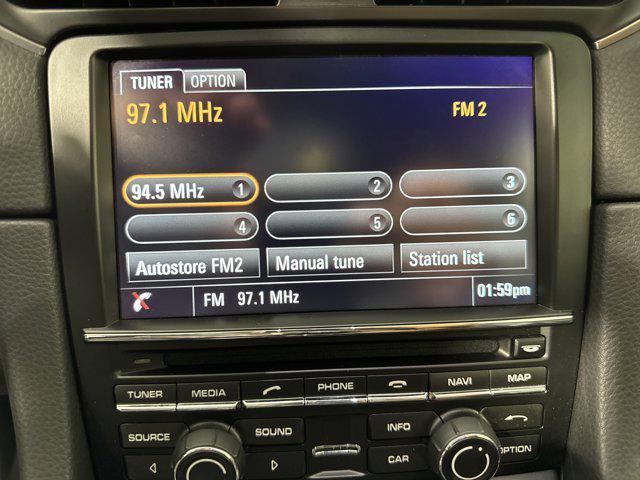 TUNER OPTION
97.1 MHz FM 2
94.5 MHz 1 2 3
4 5 6
Autostore FM2 Manual tune Station list
FM 97.1 MHz 01:59pm
TUNER MEDIA PHONE NAVI MAP
SOURCE SOUND INFO
CAR OPTION